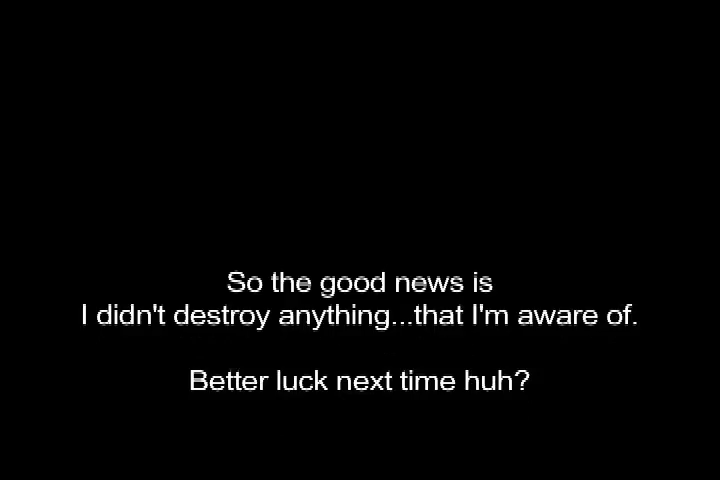 So the good news is
I didn't destroy anything...that I'm aware of.
Better luck next time huh?